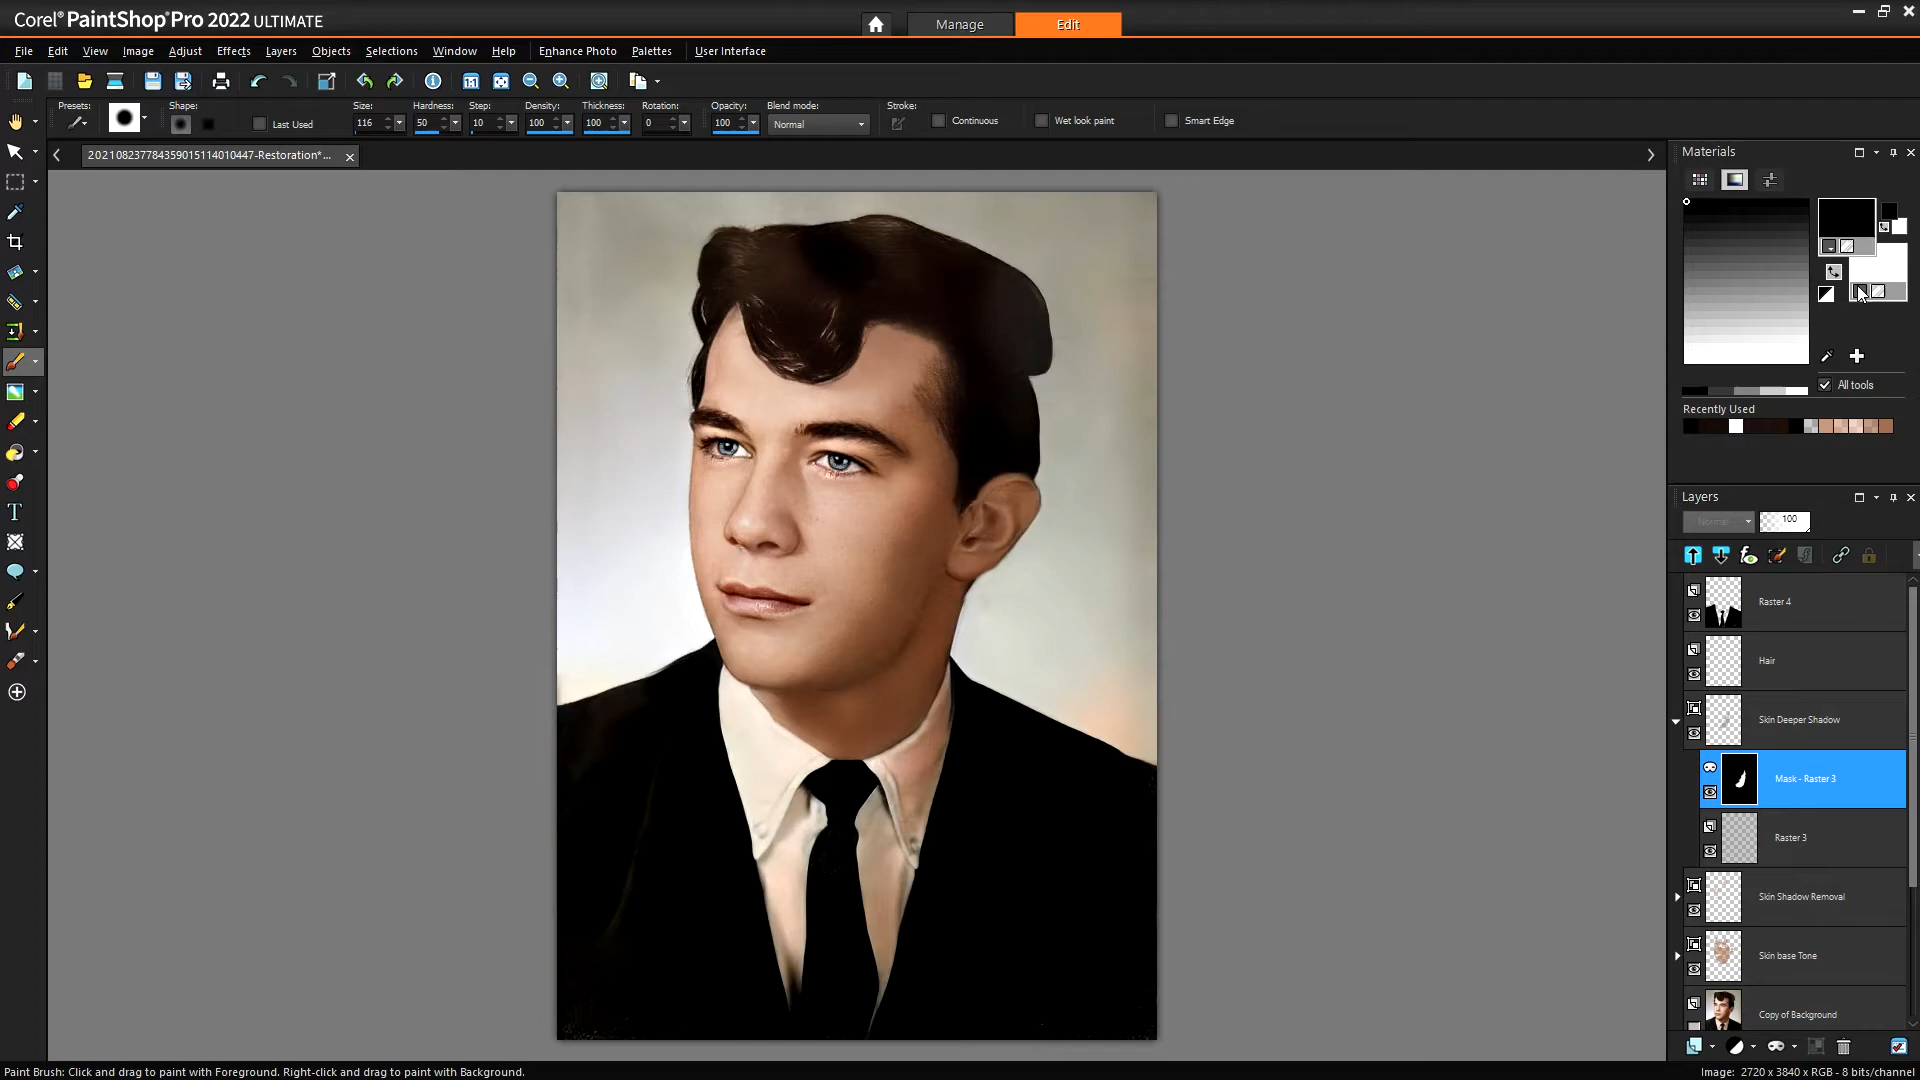 Corel® PaintShop® Pro 2022 ULTIMATE
Manage
Edit
File Edit View Image Adjust Effects Layers Objects Selections Window Help Enhance Photo Palettes User Interface
Presets:
Shape:
Last Used
Size:
116
Hardness:
50
Step:
10
Density:
100
Thickness:
100
Rotation:
0
Opacity:
100
Blend mode:
Normal
Stroke:
Continuous
Wet look paint
Smart Edge
20210823778435901511401 0447-Restoration*...
Materials
All tools
Recently Used
Layers
Normal
100
Raster 4
Hair
Skin Deeper Shadow
Mask - Raster 3
Raster 3
Skin Shadow Removal
Skin base Tone
Copy of Background
Paint Brush: Click and drag to paint with Foreground. Right-click and drag to paint with Background.
Image: 2720 x 3840 x RGB - 8 bits/channel